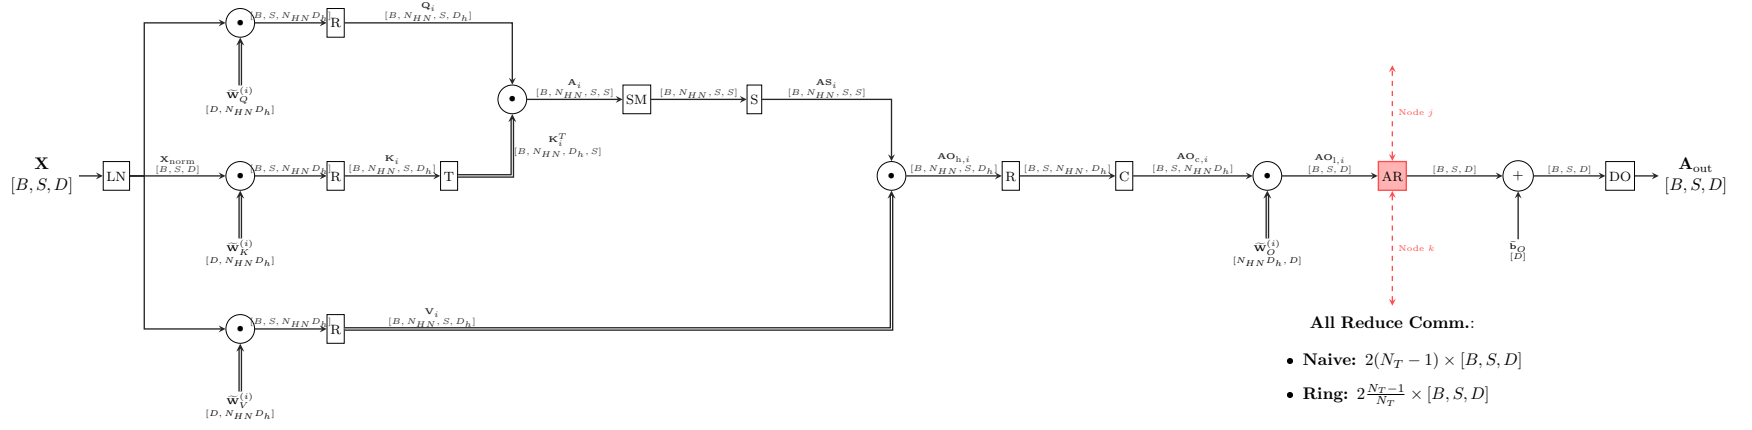 X
[B, S, D]
LN
X_norm
[B, S, D]
W̃_Q^(i)
[D, N_HN D_h]
[B, S, N_HN D_h]
R
Q_i
[B, N_HN, S, D_h]
W̃_K^(i)
[D, N_HN D_h]
[B, S, N_HN D_h]
R
K_i
[B, N_HN, S, D_h]
T
K_i^T
[B, N_HN, D_h, S]
W̃_V^(i)
[D, N_HN D_h]
[B, S, N_HN D_h]
R
V_i
[B, N_HN, S, D_h]
A_i
[B, N_HN, S, S]
SM
[B, N_HN, S, S]
S
AS_i
[B, N_HN, S, S]
AO_h,i
[B, N_HN, S, D_h]
R
[B, S, N_HN, D_h]
C
AO_c,i
[B, S, N_HN D_h]
W̃_O^(i)
[N_HN D_h, D]
AO_l,i
[B, S, D]
Node j
AR
Node k
[B, S, D]
+
b̃_O
[D]
[B, S, D]
DO
A_out
[B, S, D]
All Reduce Comm.:
• Naive: 2(N_T − 1) × [B, S, D]
• Ring: 2 (N_T−1)/N_T × [B, S, D]